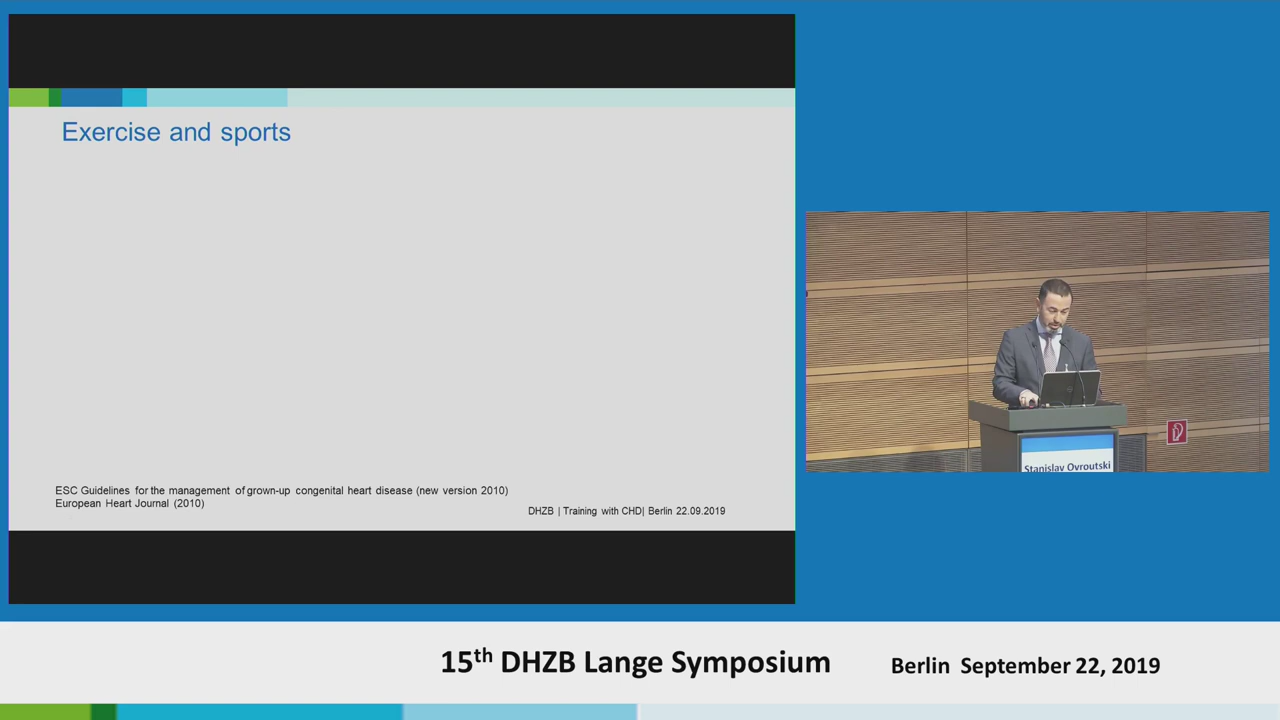 Exercise and sports
ESC Guidelines for the management of grown-up congenital heart disease (new version 2010)
European Heart Journal (2010)
DHZB | Training with CHD| Berlin 22.09.2019
Stanislav Ovroutski
15th DHZB Lange Symposium
Berlin September 22, 2019